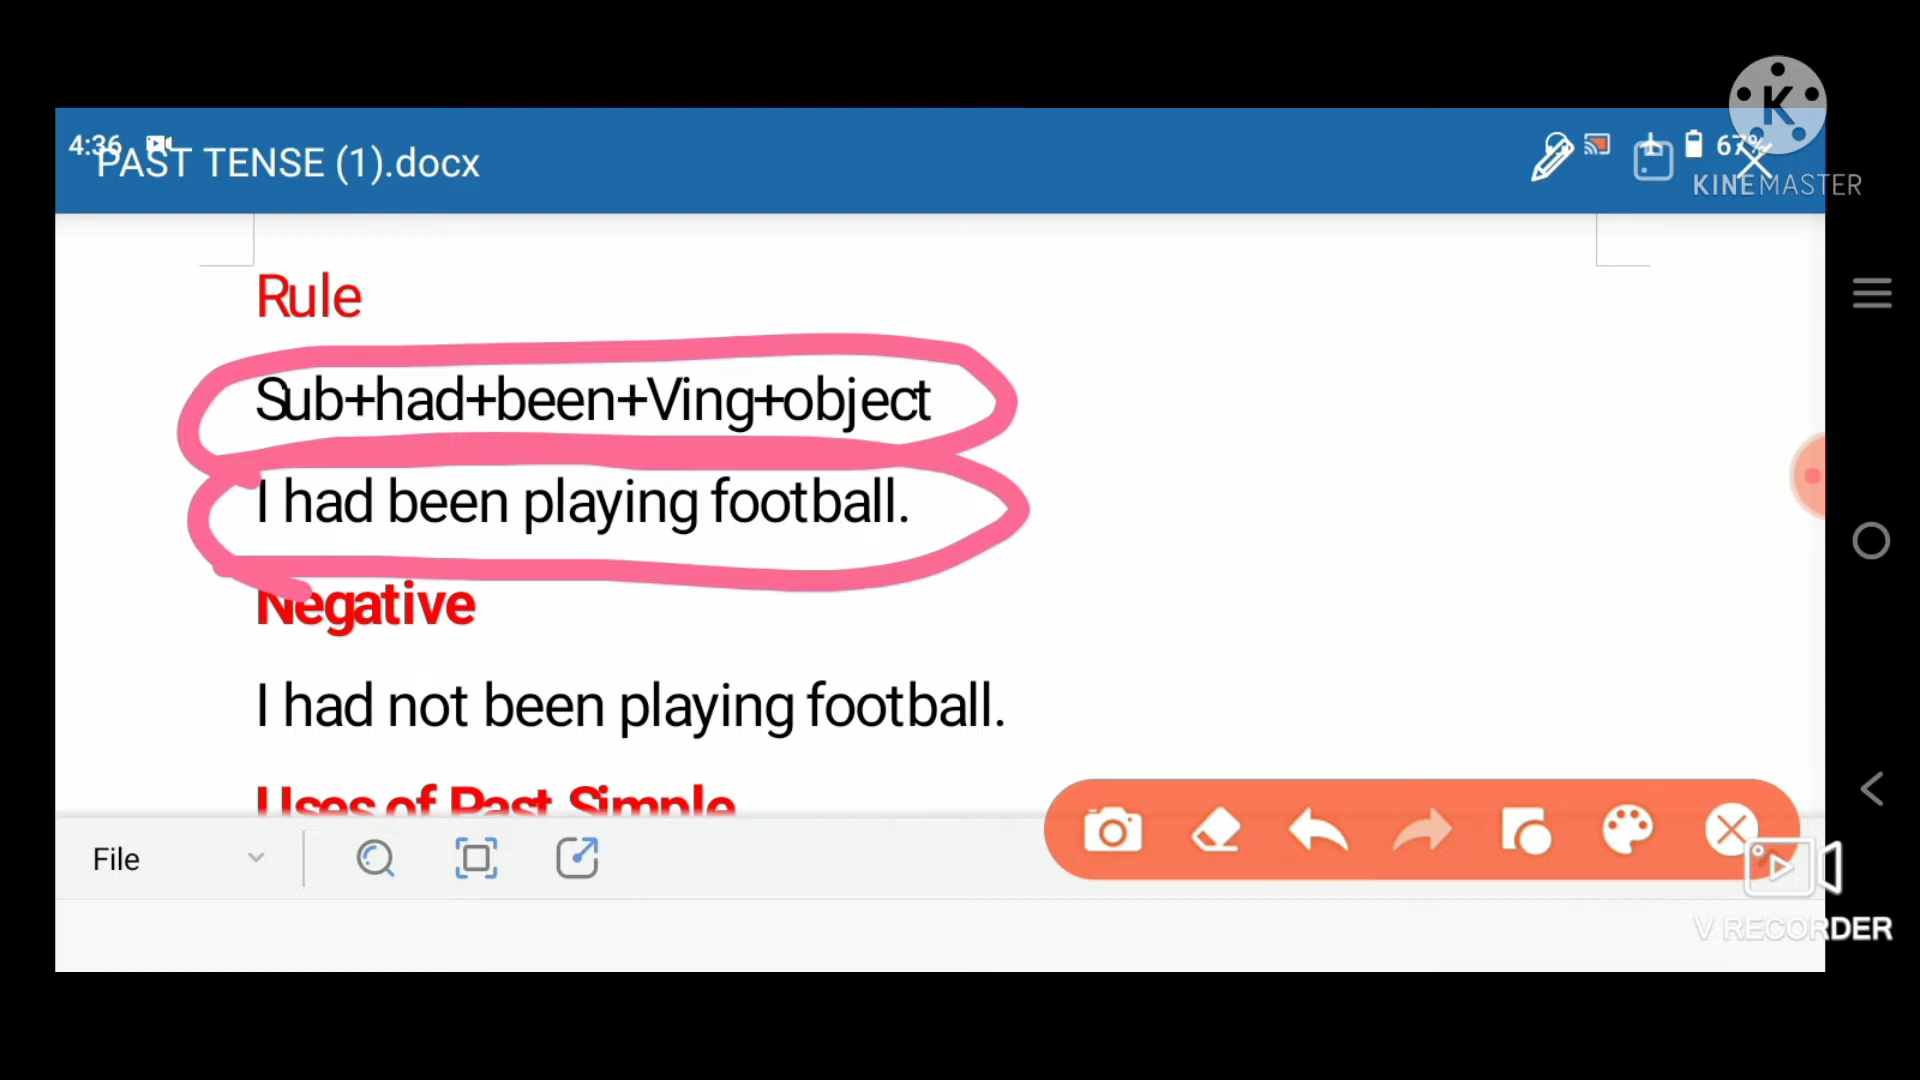 4:36
PAST TENSE (1).docx
67%
KINEMASTER
Rule
Sub+had+been+Ving+object
I had been playing football.
Negative
I had not been playing football.
Uses of Past Simple
File
V RECORDER